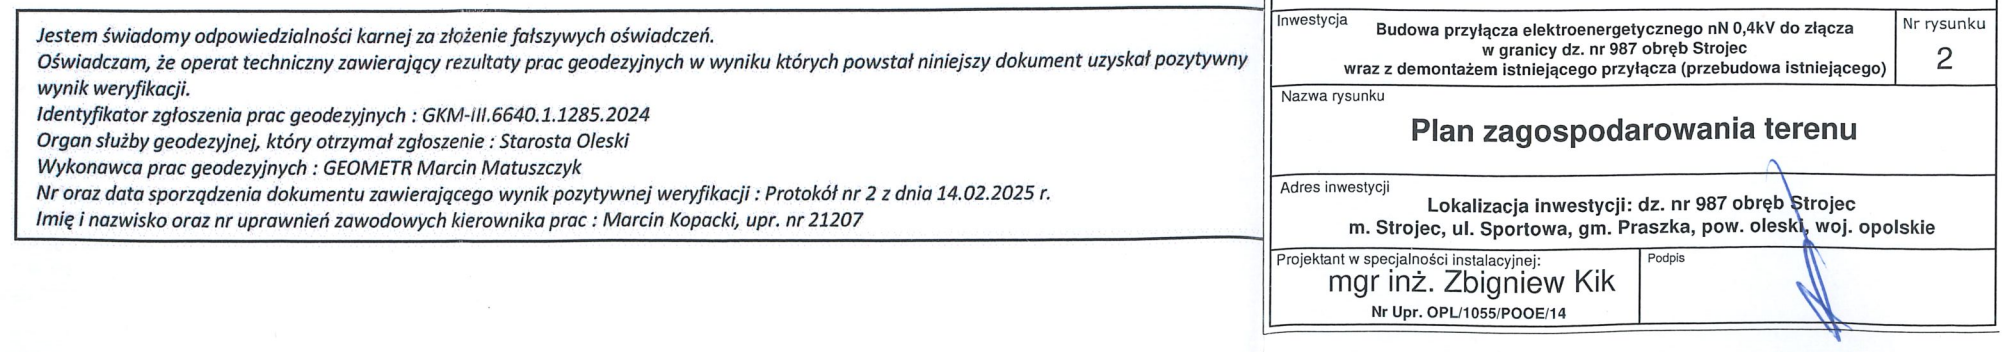 Jestem świadomy odpowiedzialności karnej za złożenie fałszywych oświadczeń.
Oświadczam, że operat techniczny zawierający rezultaty prac geodezyjnych w wyniku których powstał niniejszy dokument uzyskał pozytywny
wynik weryfikacji.
Identyfikator zgłoszenia prac geodezyjnych : GKM-III.6640.1.1285.2024
Organ służby geodezyjnej, który otrzymał zgłoszenie : Starosta Oleski
Wykonawca prac geodezyjnych : GEOMETR Marcin Matuszczyk
Nr oraz data sporządzenia dokumentu zawierającego wynik pozytywnej weryfikacji : Protokół nr 2 z dnia 14.02.2025 r.
Imię i nazwisko oraz nr uprawnień zawodowych kierownika prac : Marcin Kopacki, upr. nr 21207
Inwestycja
Budowa przyłącza elektroenergetycznego nN 0,4kV do złącza
w granicy dz. nr 987 obręb Strojec
wraz z demontażem istniejącego przyłącza (przebudowa istniejącego)
Nr rysunku
2
Nazwa rysunku
Plan zagospodarowania terenu
Adres inwestycji
Lokalizacja inwestycji: dz. nr 987 obręb Strojec
m. Strojec, ul. Sportowa, gm. Praszka, pow. oleski, woj. opolskie
Projektant w specjalności instalacyjnej:
mgr inż. Zbigniew Kik
Nr Upr. OPL/1055/POOE/14
Podpis